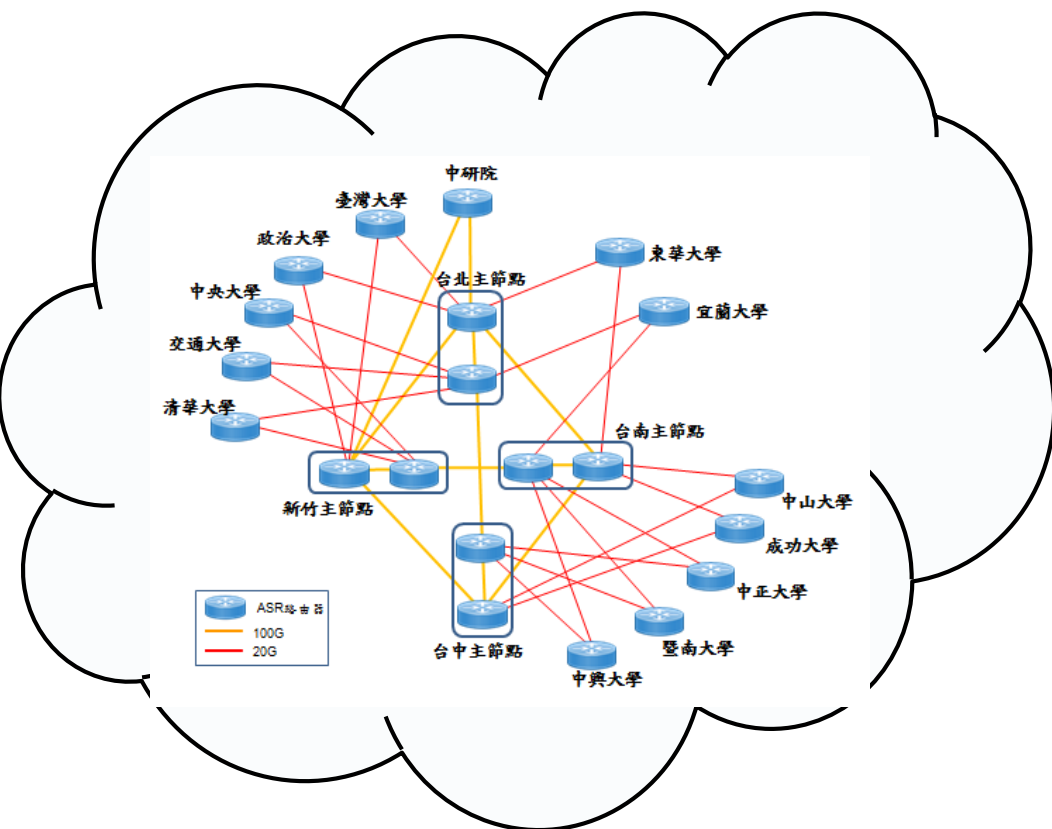 中研院
臺灣大學
政治大學
東華大學
台北主節點
中央大學
宜蘭大學
交通大學
清華大學
台南主節點
新竹主節點
中山大學
成功大學
中正大學
ASR路由器
100G
20G
台中主節點
暨南大學
中興大學